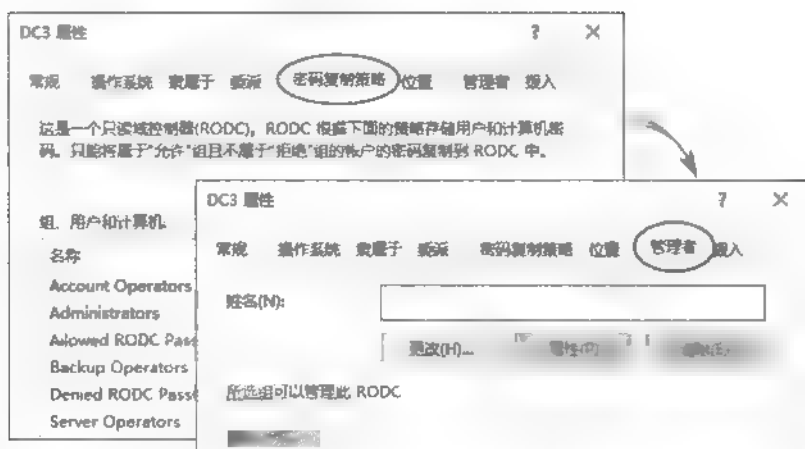 DC3 属性 ? ×
常规 操作系统 隶属于 委派 密码复制策略 位置 管理者 拨入
这是一个只读域控制器(RODC)，RODC 根据下面的策略存储用户和计算机密
码。只能将属于"允许"组且不属于"拒绝"组的帐户的密码复制到 RODC 中。
组、用户和计算机:
名称
Account Operators
Administrators
Allowed RODC Pass
Backup Operators
Denied RODC Pass
Server Operators
DC3 属性 ? ×
常规 操作系统 隶属于 委派 密码复制策略 位置 管理者 拨入
姓名(N):
更改(H)... 属性(P)
所选组可以管理此 RODC